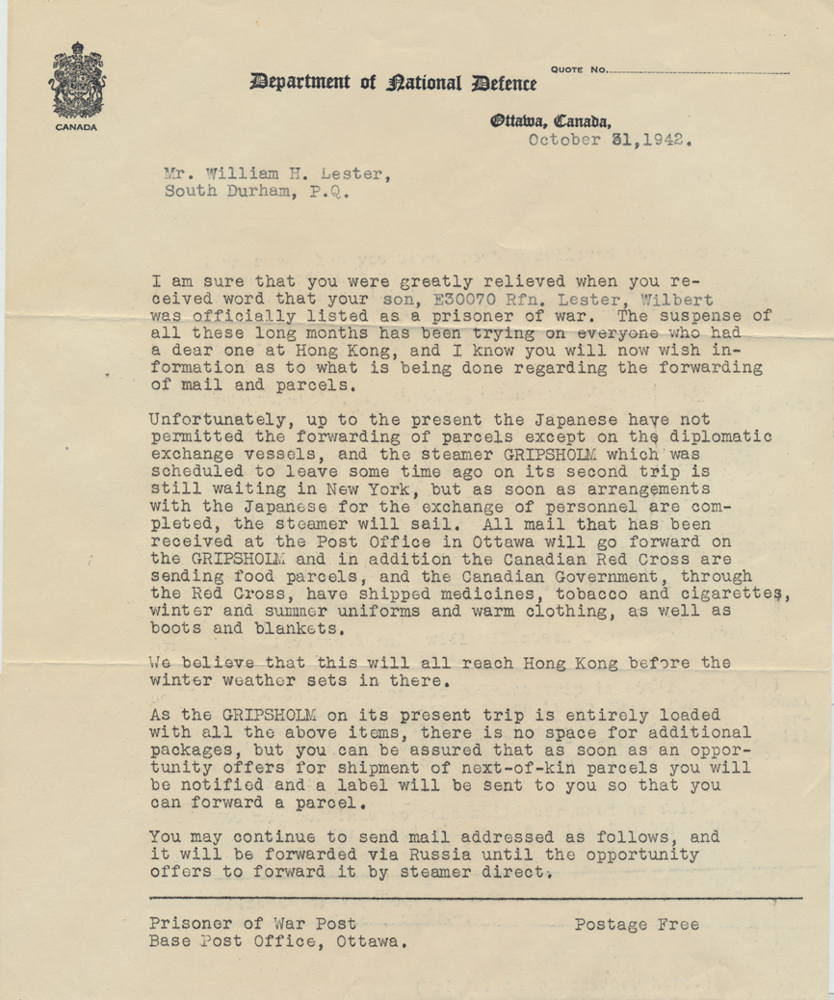 CANADA
Department of National Defence
QUOTE NO.
Ottawa, Canada,
October 31,1942.
Mr. William H. Lester,
South Durham, P.Q.
I am sure that you were greatly relieved when you re-
ceived word that your son, E30070 Rfn. Lester, Wilbert
was officially listed as a prisoner of war. The suspense of
all these long months has been trying on everyone who had
a dear one at Hong Kong, and I know you will now wish in-
formation as to what is being done regarding the forwarding
of mail and parcels.
Unfortunately, up to the present the Japanese have not
permitted the forwarding of parcels except on the diplomatic
exchange vessels, and the steamer GRIPSHOLM which was
scheduled to leave some time ago on its second trip is
still waiting in New York, but as soon as arrangements
with the Japanese for the exchange of personnel are com-
pleted, the steamer will sail. All mail that has been
received at the Post Office in Ottawa will go forward on
the GRIPSHOLM and in addition the Canadian Red Cross are
sending food parcels, and the Canadian Government, through
the Red Cross, have shipped medicines, tobacco and cigarettes,
winter and summer uniforms and warm clothing, as well as
boots and blankets.
We believe that this will all reach Hong Kong before the
winter weather sets in there.
As the GRIPSHOLM on its present trip is entirely loaded
with all the above items, there is no space for additional
packages, but you can be assured that as soon as an oppor-
tunity offers for shipment of next-of-kin parcels you will
be notified and a label will be sent to you so that you
can forward a parcel.
You may continue to send mail addressed as follows, and
it will be forwarded via Russia until the opportunity
offers to forward it by steamer direct.
Prisoner of War Post Postage Free
Base Post Office, Ottawa.